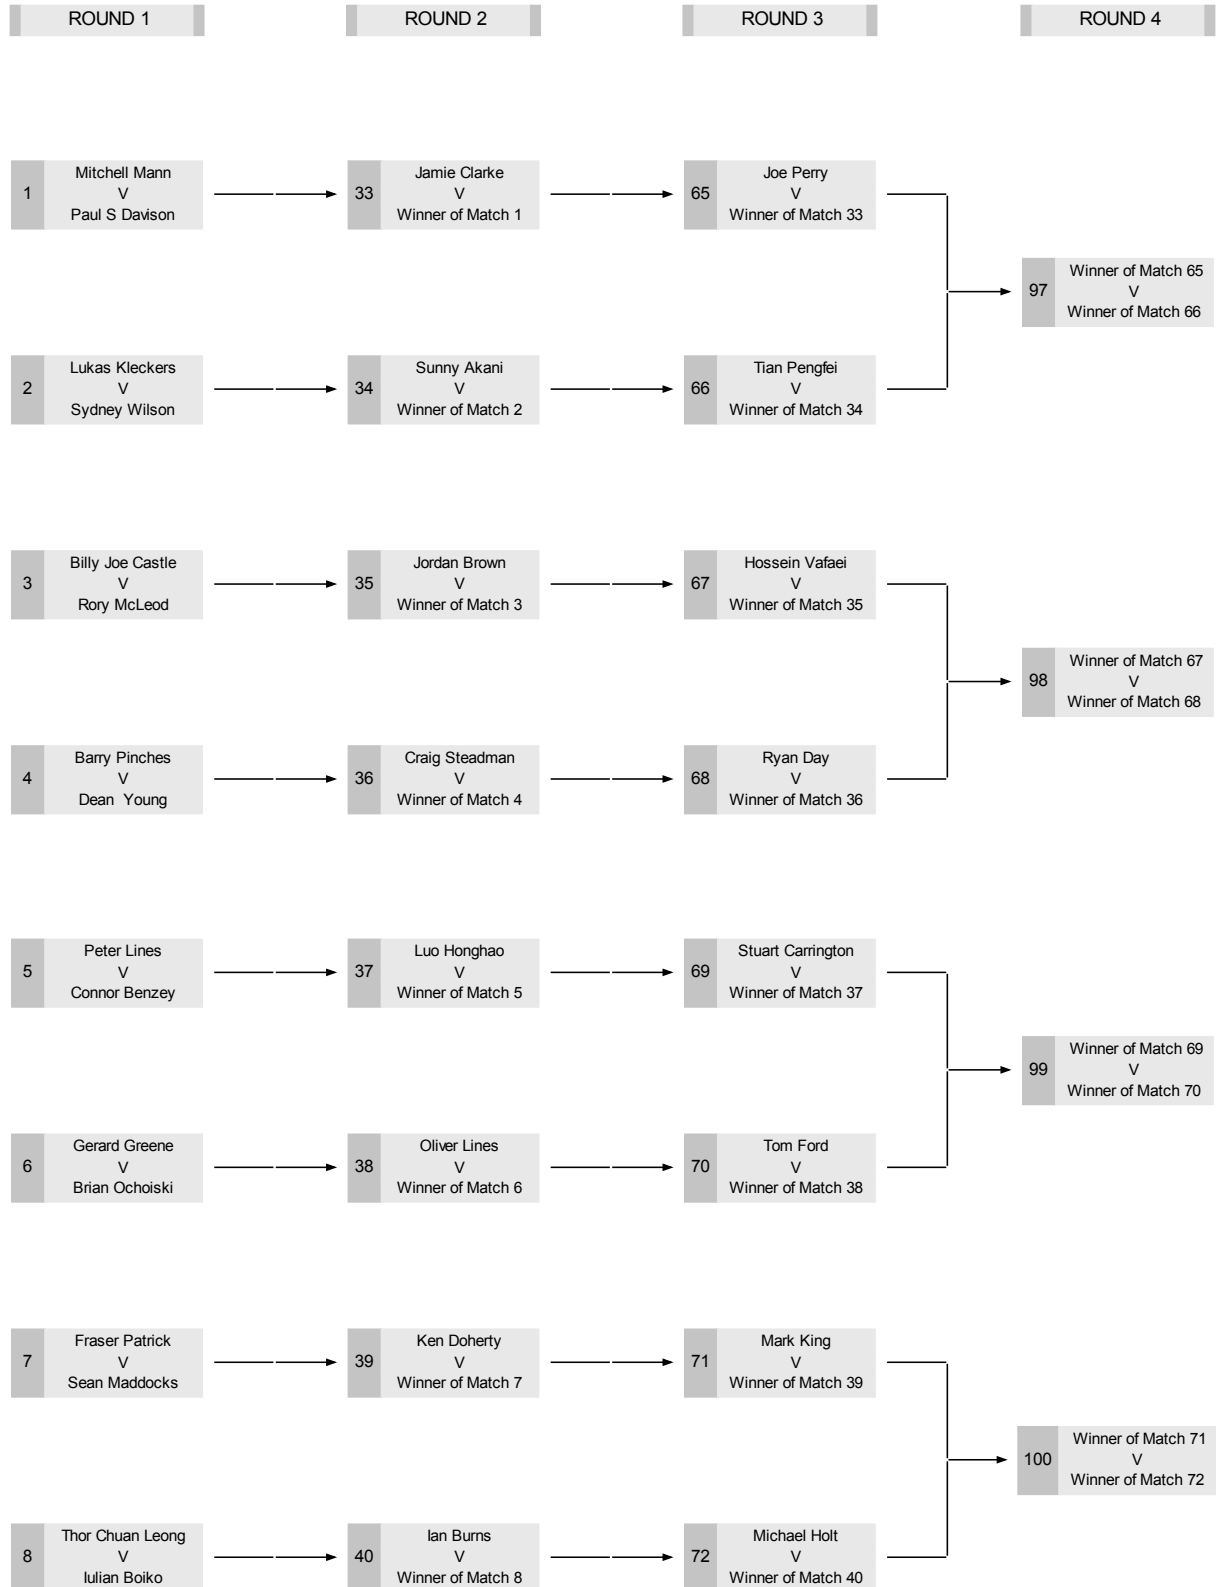 ROUND 1
ROUND 2
ROUND 3
ROUND 4
1
Mitchell Mann
V
Paul S Davison
33
Jamie Clarke
V
Winner of Match 1
65
Joe Perry
V
Winner of Match 33
97
Winner of Match 65
V
Winner of Match 66
2
Lukas Kleckers
V
Sydney Wilson
34
Sunny Akani
V
Winner of Match 2
66
Tian Pengfei
V
Winner of Match 34
3
Billy Joe Castle
V
Rory McLeod
35
Jordan Brown
V
Winner of Match 3
67
Hossein Vafaei
V
Winner of Match 35
98
Winner of Match 67
V
Winner of Match 68
4
Barry Pinches
V
Dean  Young
36
Craig Steadman
V
Winner of Match 4
68
Ryan Day
V
Winner of Match 36
5
Peter Lines
V
Connor Benzey
37
Luo Honghao
V
Winner of Match 5
69
Stuart Carrington
V
Winner of Match 37
99
Winner of Match 69
V
Winner of Match 70
6
Gerard Greene
V
Brian Ochoiski
38
Oliver Lines
V
Winner of Match 6
70
Tom Ford
V
Winner of Match 38
7
Fraser Patrick
V
Sean Maddocks
39
Ken Doherty
V
Winner of Match 7
71
Mark King
V
Winner of Match 39
100
Winner of Match 71
V
Winner of Match 72
8
Thor Chuan Leong
V
Iulian Boiko
40
Ian Burns
V
Winner of Match 8
72
Michael Holt
V
Winner of Match 40